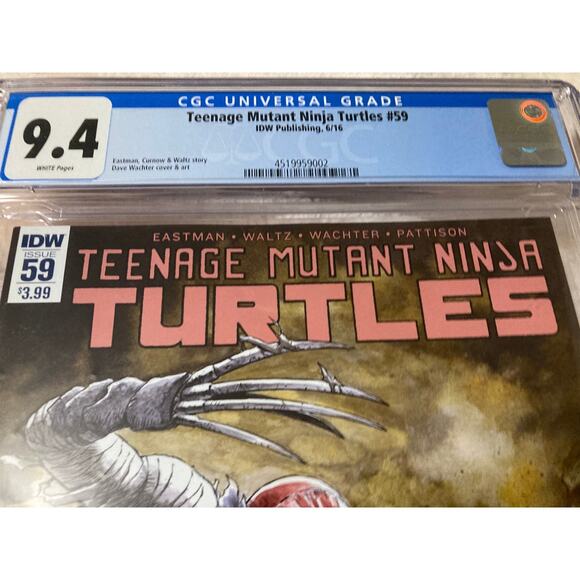 CGC UNIVERSAL GRADE
9.4
WHITE Pages
Teenage Mutant Ninja Turtles #59
IDW Publishing, 6/16
Eastman, Curnow & Waltz story
Dave Wachter cover & art
CGC
4519959002
IDW
ISSUE
59
$3.99
EASTMAN • WALTZ • WACHTER • PATTISON
TEENAGE MUTANT NINJA
TURTLES